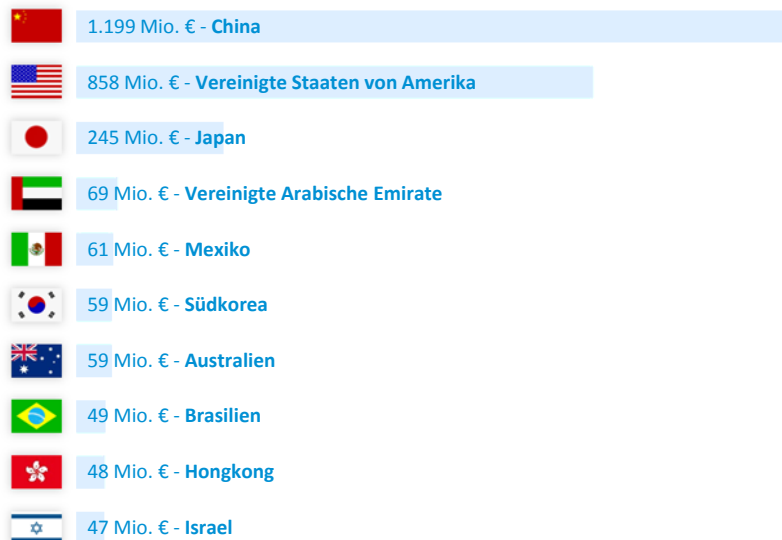 1.199 Mio. € - China
858 Mio. € - Vereinigte Staaten von Amerika
245 Mio. € - Japan
69 Mio. € - Vereinigte Arabische Emirate
61 Mio. € - Mexiko
59 Mio. € - Südkorea
59 Mio. € - Australien
49 Mio. € - Brasilien
48 Mio. € - Hongkong
47 Mio. € - Israel